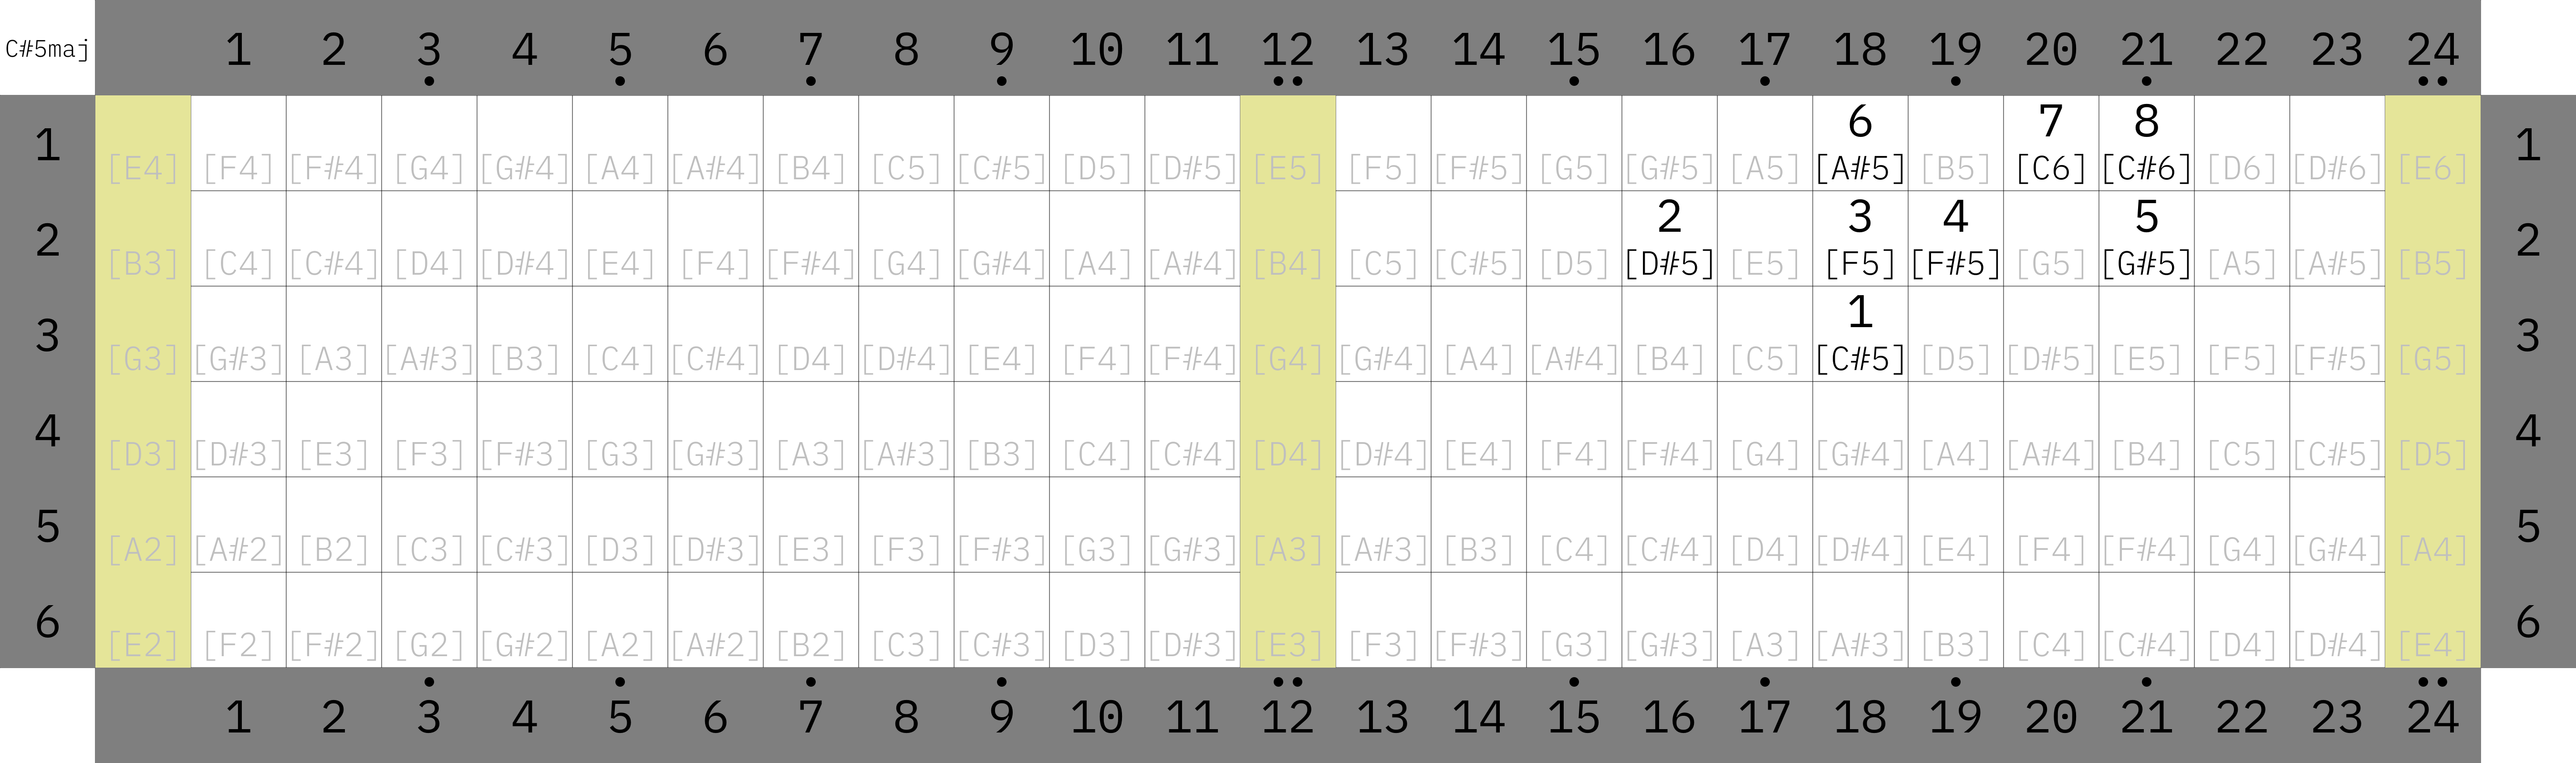 C#5maj 1 2 3 4 5 6 7 8 9 10 11 12 13 14 15 16 17 18 19 20 21 22 23 24
6 7 8
1 [E4] [F4] [F#4] [G4] [G#4] [A4] [A#4] [B4] [C5] [C#5] [D5] [D#5] [E5] [F5] [F#5] [G5] [G#5] [A5] [A#5] [B5] [C6] [C#6] [D6] [D#6] [E6] 1
2 3 4 5
2 [B3] [C4] [C#4] [D4] [D#4] [E4] [F4] [F#4] [G4] [G#4] [A4] [A#4] [B4] [C5] [C#5] [D5] [D#5] [E5] [F5] [F#5] [G5] [G#5] [A5] [A#5] [B5] 2
1
3 [G3] [G#3] [A3] [A#3] [B3] [C4] [C#4] [D4] [D#4] [E4] [F4] [F#4] [G4] [G#4] [A4] [A#4] [B4] [C5] [C#5] [D5] [D#5] [E5] [F5] [F#5] [G5] 3
4 [D3] [D#3] [E3] [F3] [F#3] [G3] [G#3] [A3] [A#3] [B3] [C4] [C#4] [D4] [D#4] [E4] [F4] [F#4] [G4] [G#4] [A4] [A#4] [B4] [C5] [C#5] [D5] 4
5 [A2] [A#2] [B2] [C3] [C#3] [D3] [D#3] [E3] [F3] [F#3] [G3] [G#3] [A3] [A#3] [B3] [C4] [C#4] [D4] [D#4] [E4] [F4] [F#4] [G4] [G#4] [A4] 5
6 [E2] [F2] [F#2] [G2] [G#2] [A2] [A#2] [B2] [C3] [C#3] [D3] [D#3] [E3] [F3] [F#3] [G3] [G#3] [A3] [A#3] [B3] [C4] [C#4] [D4] [D#4] [E4] 6
1 2 3 4 5 6 7 8 9 10 11 12 13 14 15 16 17 18 19 20 21 22 23 24